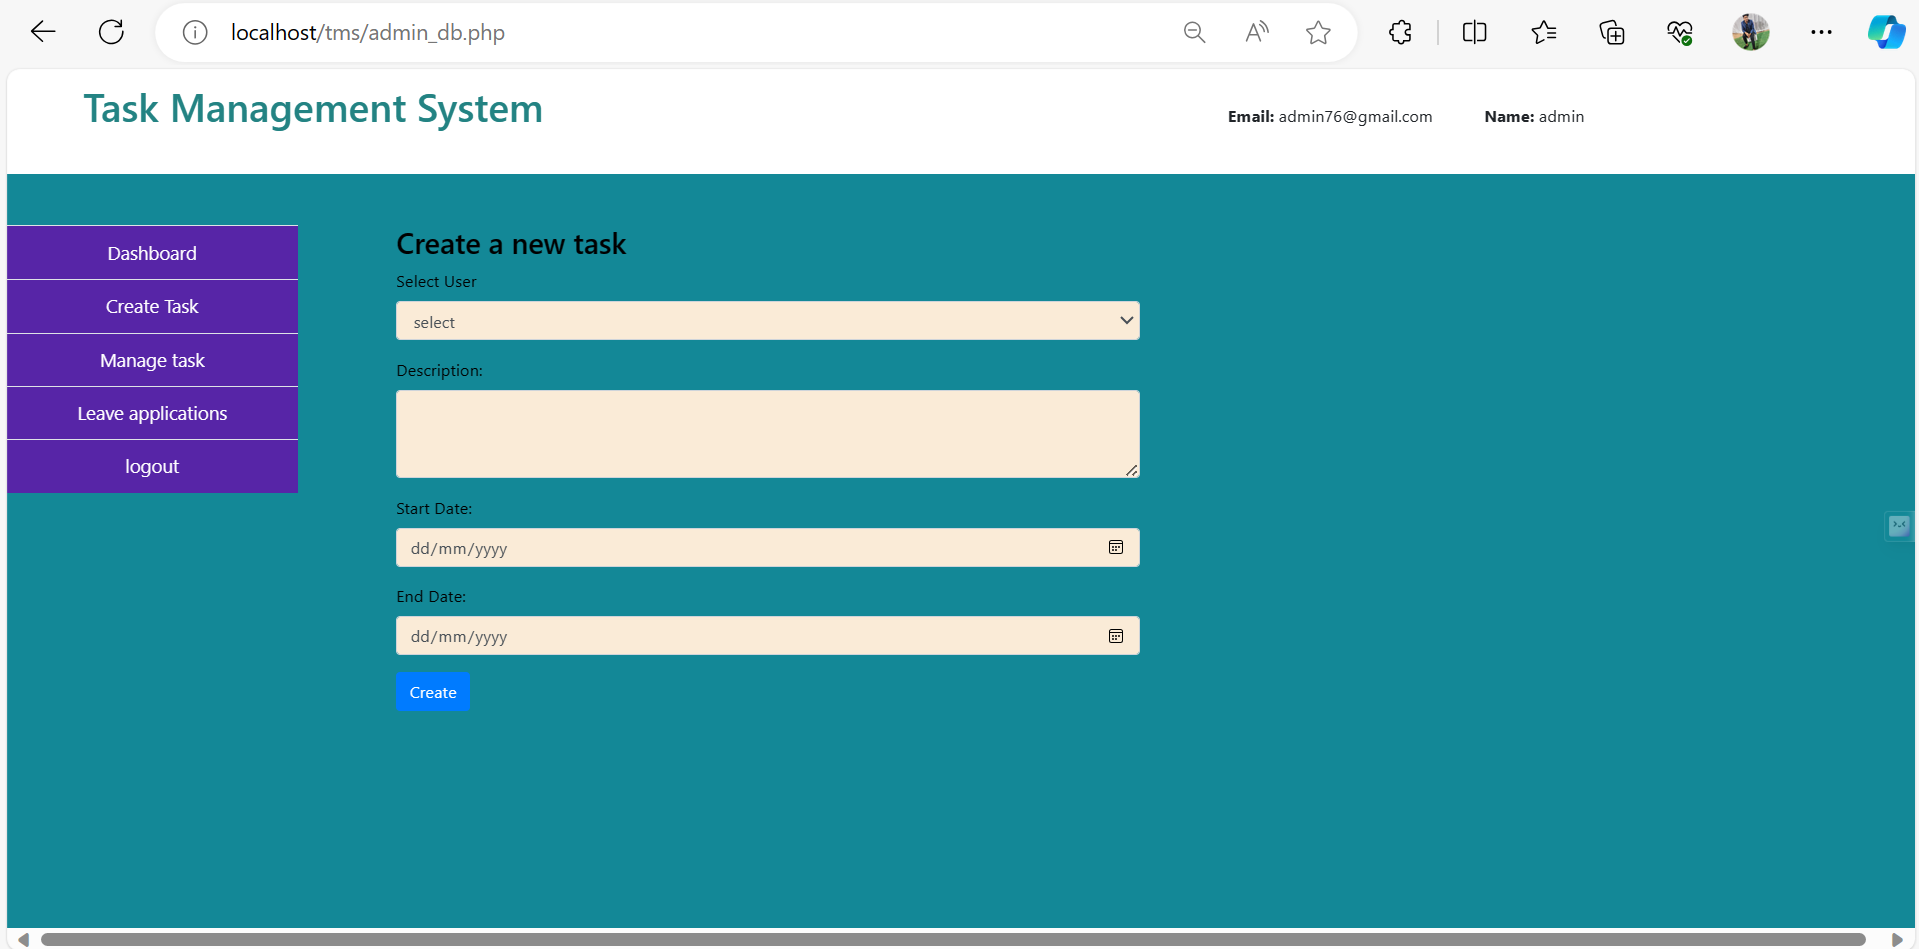 localhost/tms/admin_db.php
Task Management System
Email: admin76@gmail.com Name: admin
Dashboard
Create Task
Manage task
Leave applications
logout
Create a new task
Select User
select
Description:
Start Date:
dd/mm/yyyy
End Date:
dd/mm/yyyy
Create